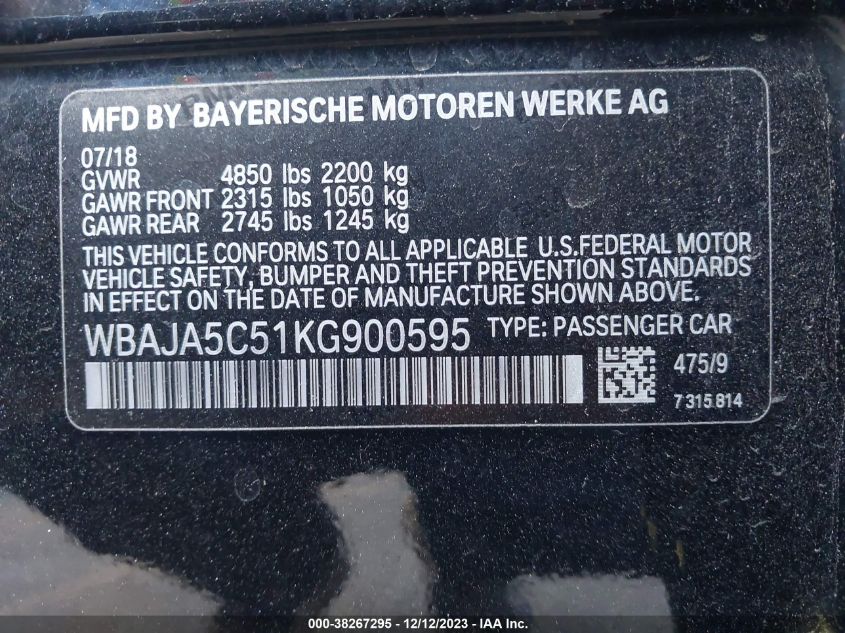 MFD BY BAYERISCHE MOTOREN WERKE AG
07/18
GVWR 4850 lbs 2200 kg
GAWR FRONT 2315 lbs 1050 kg
GAWR REAR 2745 lbs 1245 kg
THIS VEHICLE CONFORMS TO ALL APPLICABLE U.S.FEDERAL MOTOR
VEHICLE SAFETY, BUMPER AND THEFT PREVENTION STANDARDS
IN EFFECT ON THE DATE OF MANUFACTURE SHOWN ABOVE.
WBAJA5C51KG900595 TYPE: PASSENGER CAR
475/9
7 315 814
000-38267295 - 12/12/2023 - IAA Inc.